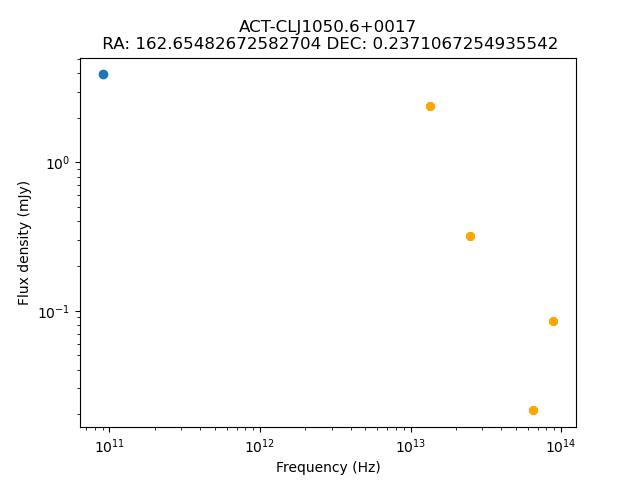 ACT-CLJ1050.6+0017
RA: 162.65482672582704 DEC: 0.2371067254935542
Flux density (mJy)
10⁰
10⁻¹
10¹¹ 10¹² 10¹³ 10¹⁴
Frequency (Hz)